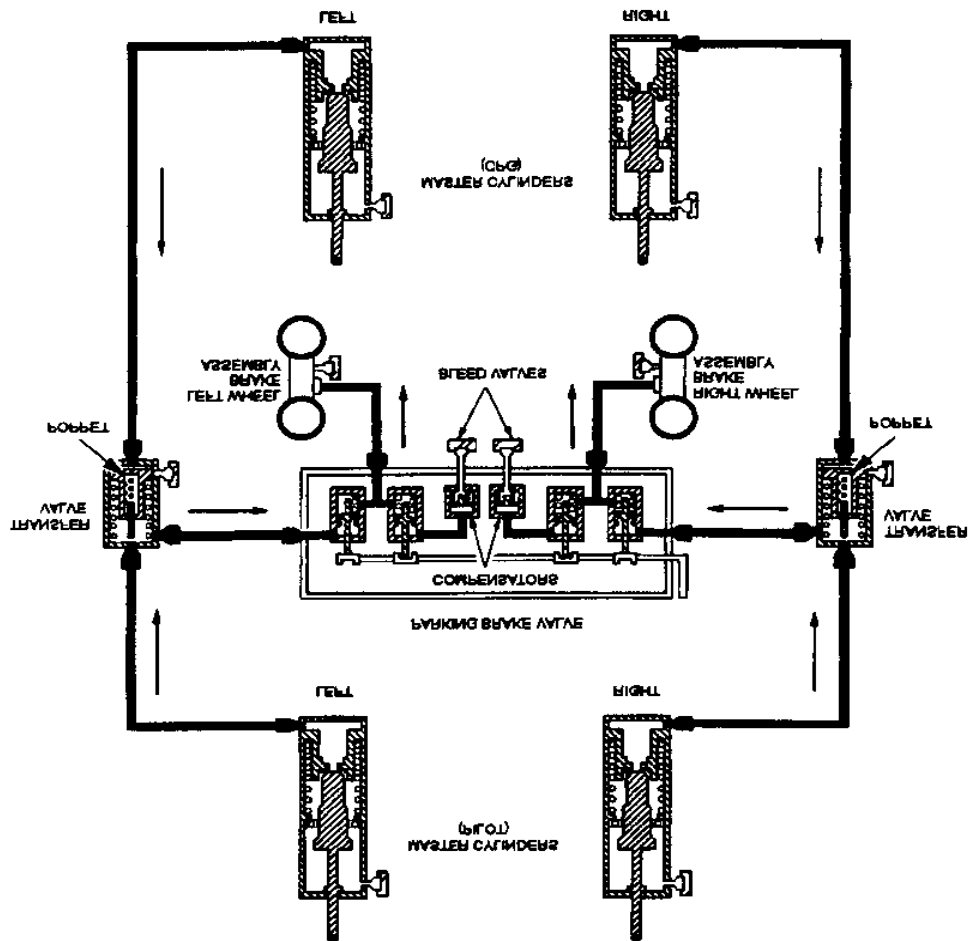 LEFT
RIGHT
MASTER CYLINDERS
(CPG)
LEFT WHEEL
BRAKE
ASSEMBLY
BLEED VALVES
RIGHT WHEEL
BRAKE
ASSEMBLY
POPPET
POPPET
TRANSFER
VALVE
TRANSFER
VALVE
COMPENSATORS
PARKING BRAKE VALVE
LEFT
RIGHT
MASTER CYLINDERS
(PILOT)